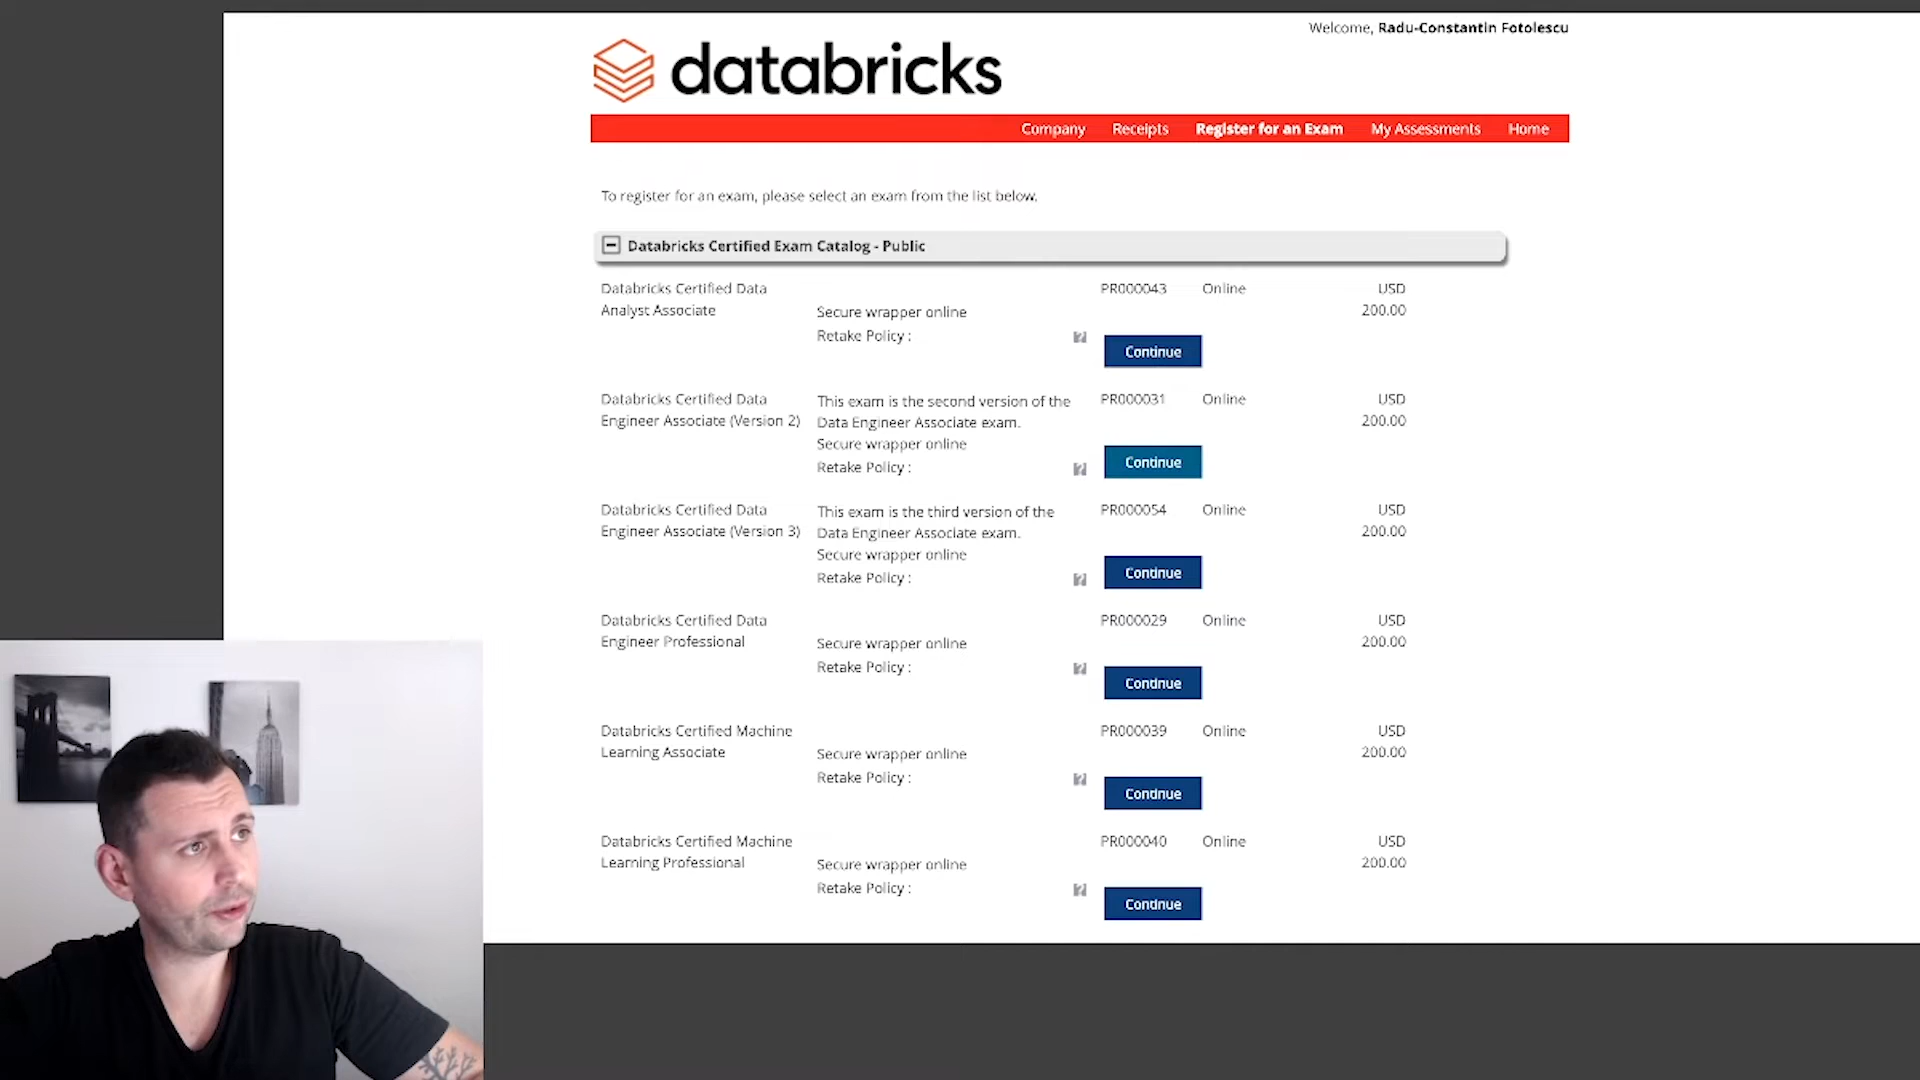 Welcome, Radu-Constantin Fotolescu
databricks
Company Receipts Register for an Exam My Assessments Home
To register for an exam, please select an exam from the list below.
Databricks Certified Exam Catalog - Public
Databricks Certified Data PR000043 Online USD
Analyst Associate Secure wrapper online 200.00
Retake Policy :
Continue
Databricks Certified Data This exam is the second version of the PR000031 Online USD
Engineer Associate (Version 2) Data Engineer Associate exam. 200.00
Secure wrapper online
Retake Policy :
Continue
Databricks Certified Data This exam is the third version of the PR000054 Online USD
Engineer Associate (Version 3) Data Engineer Associate exam. 200.00
Secure wrapper online
Retake Policy :
Continue
Databricks Certified Data PR000029 Online USD
Engineer Professional Secure wrapper online 200.00
Retake Policy :
Continue
Databricks Certified Machine PR000039 Online USD
Learning Associate Secure wrapper online 200.00
Retake Policy :
Continue
Databricks Certified Machine PR000040 Online USD
Learning Professional Secure wrapper online 200.00
Retake Policy :
Continue